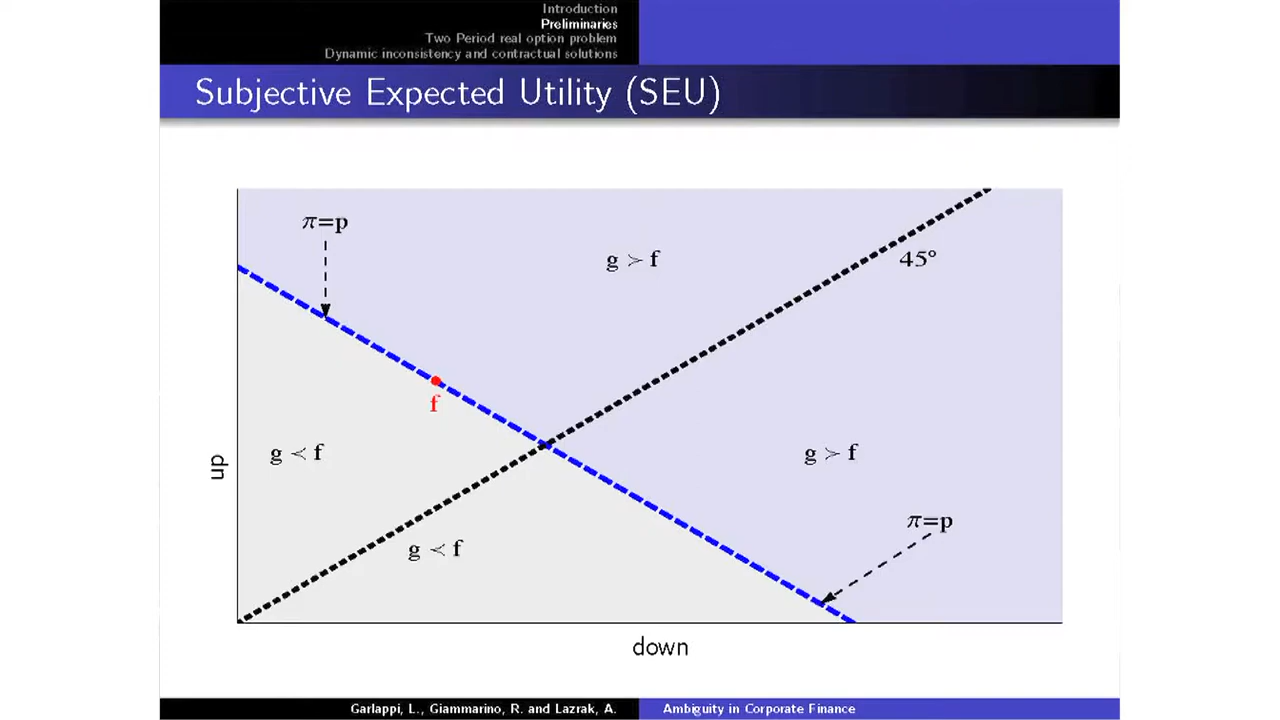 Introduction
Preliminaries
Two Period real option problem
Dynamic inconsistency and contractual solutions
Subjective Expected Utility (SEU)
π=p
g ≻ f
45°
f
g ≺ f
g ≻ f
up
π=p
g ≺ f
down
Garlappi, L., Giammarino, R. and Lazrak, A.
Ambiguity in Corporate Finance